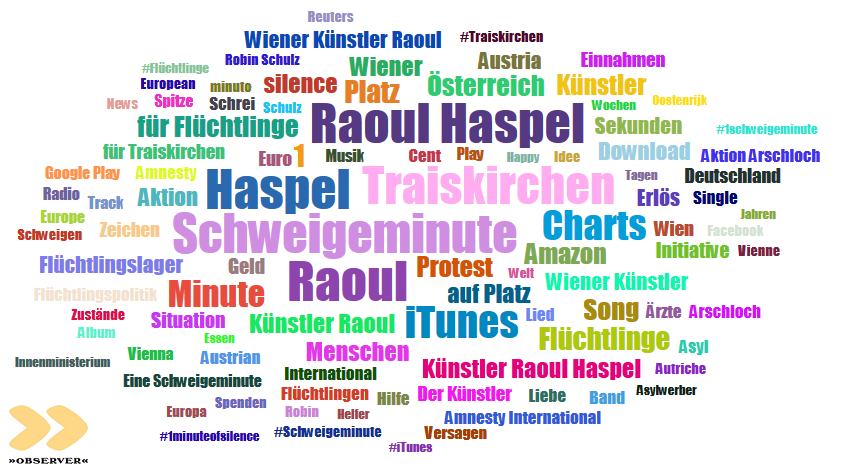 Reuters
Wiener Künstler Raoul #Traiskirchen
Robin Schulz Wiener Austria Einnahmen
#Flüchtlinge
European minuto silence Platz Österreich Künstler
News Spitze Schrei Schulz Raoul Haspel Wochen Oostenrijk
für Flüchtlinge Sekunden #1schweigeminute
für Traiskirchen Euro 1 Musik Cent Play Happy Idee Download Aktion Arschloch
Google Play Amnesty Haspel Traiskirchen Tagen Deutschland
Radio Track Aktion Erlös Single
Europe Zeichen Schweigeminute Charts Wien Facebook Jahren
Schweigen Amazon Initiative Vienne
Flüchtlingslager Geld Raoul Protest Welt Wiener Künstler
Flüchtlingspolitik Minute auf Platz
Zustände Situation Künstler Raoul iTunes Lied Song Ärzte Arschloch
Album Essen Flüchtlinge Asyl
Innenministerium Vienna Austrian Menschen Künstler Raoul Haspel Autriche
Eine Schweigeminute International
Spenden Flüchtlingen Hilfe Der Künstler Liebe Band Asylwerber
Europa Robin Helfer Amnesty International
#1minuteofsilence #Schweigeminute Versagen
#iTunes
»OBSERVER«